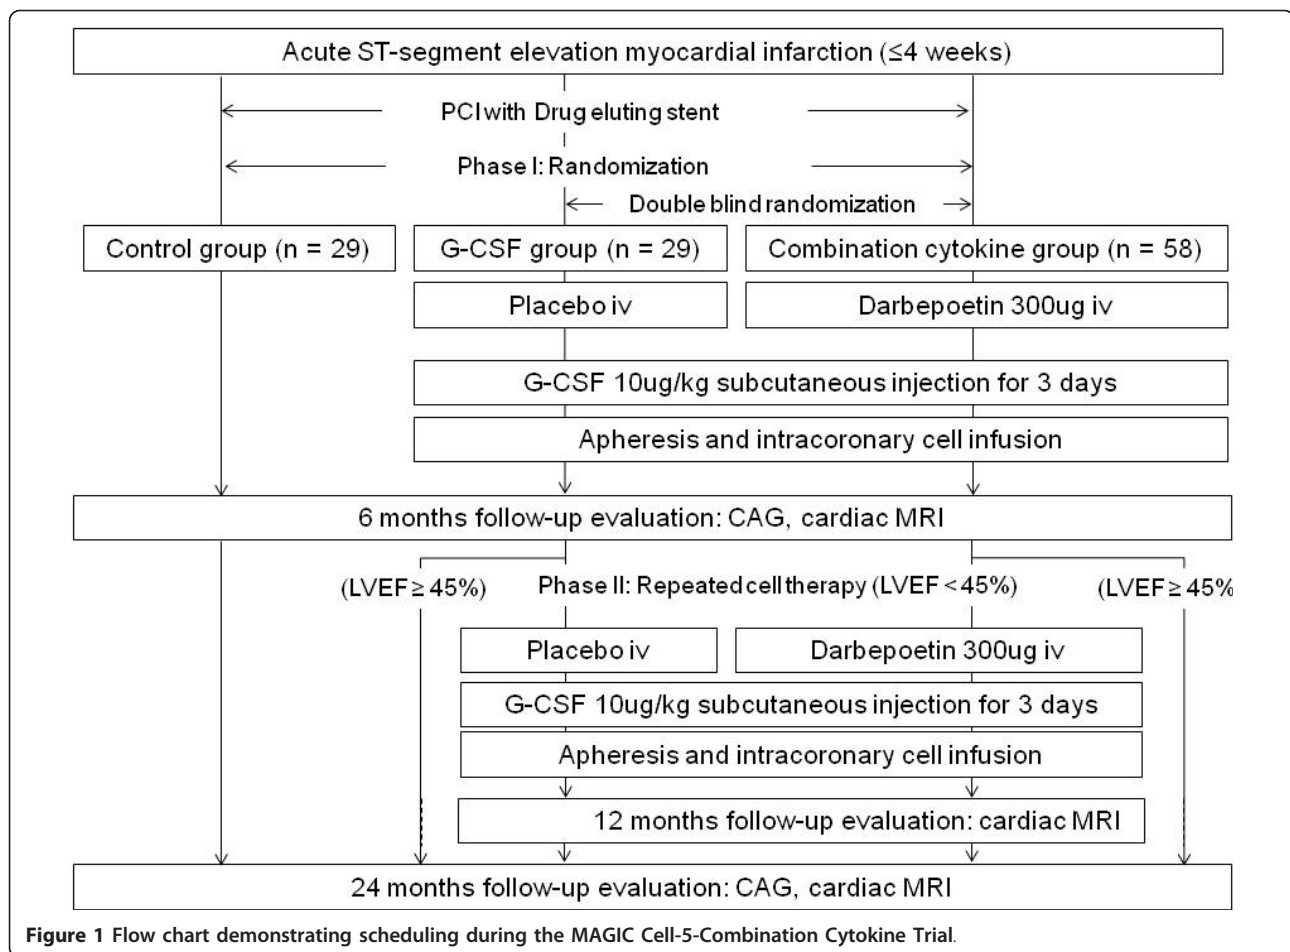 Acute ST-segment elevation myocardial infarction (≤4 weeks)
PCI with Drug eluting stent
Phase I: Randomization
Double blind randomization
Control group (n = 29)
G-CSF group (n = 29)
Combination cytokine group (n = 58)
Placebo iv
Darbepoetin 300ug iv
G-CSF 10ug/kg subcutaneous injection for 3 days
Apheresis and intracoronary cell infusion
6 months follow-up evaluation: CAG, cardiac MRI
(LVEF ≥ 45%)
Phase II: Repeated cell therapy (LVEF < 45%)
(LVEF ≥ 45%
Placebo iv
Darbepoetin 300ug iv
G-CSF 10ug/kg subcutaneous injection for 3 days
Apheresis and intracoronary cell infusion
12 months follow-up evaluation: cardiac MRI
24 months follow-up evaluation: CAG, cardiac MRI
Figure 1 Flow chart demonstrating scheduling during the MAGIC Cell-5-Combination Cytokine Trial.